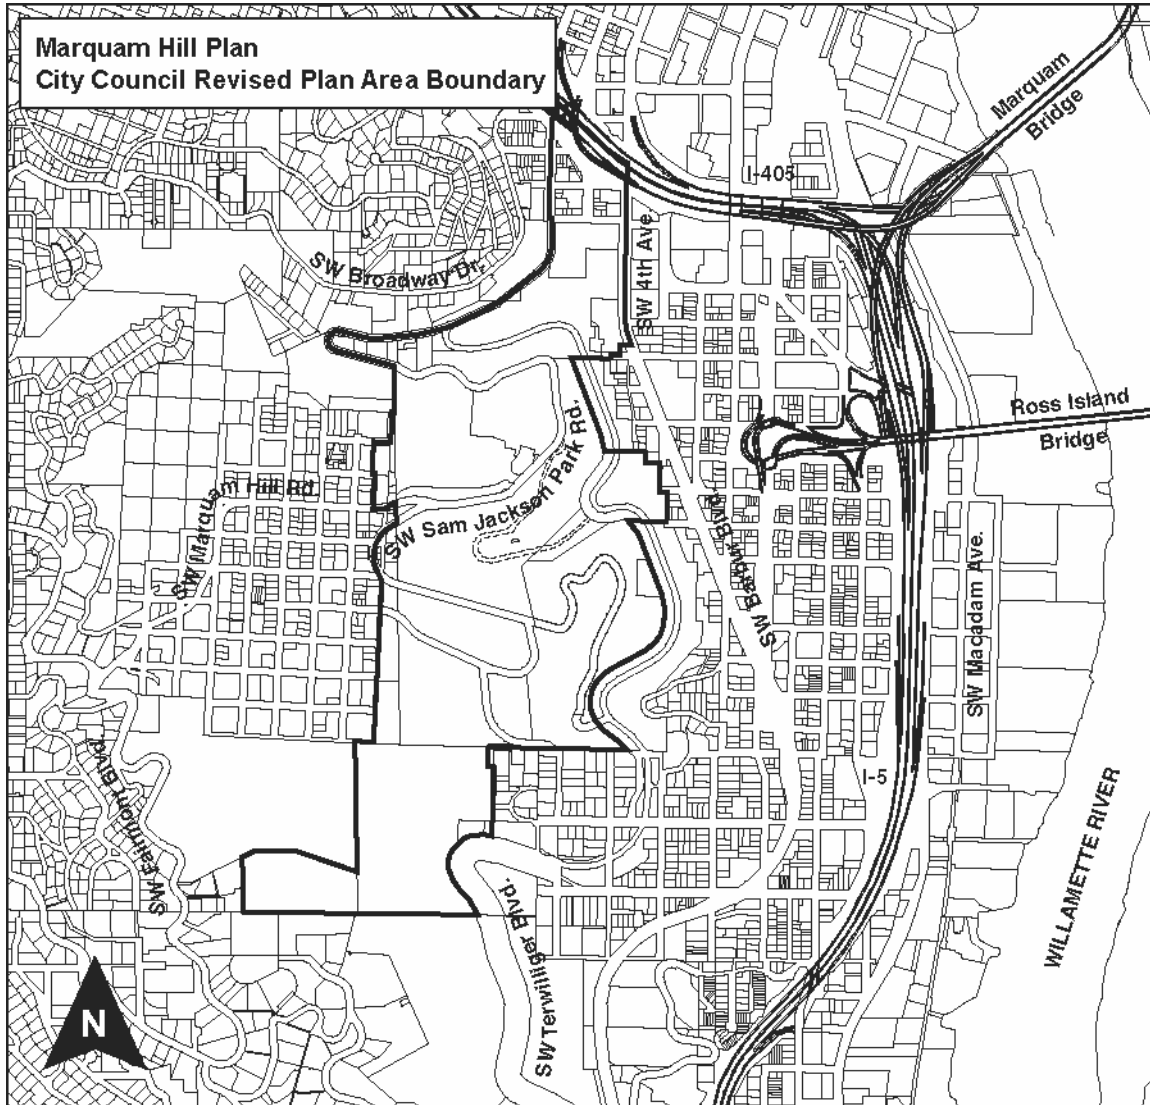 Marquam Hill Plan
City Council Revised Plan Area Boundary
Marquam
Bridge
I-405
SW Broadway Dr.
SW 4th Ave
Ross Island
Bridge
SW Sam Jackson Park Rd.
SW Marquam Hill Rd.
SW Barbur Blvd.
SW Macadam Ave.
I-5
SW Fairmont Blvd.
SW Terwilliger Blvd.
WILLAMETTE RIVER
N